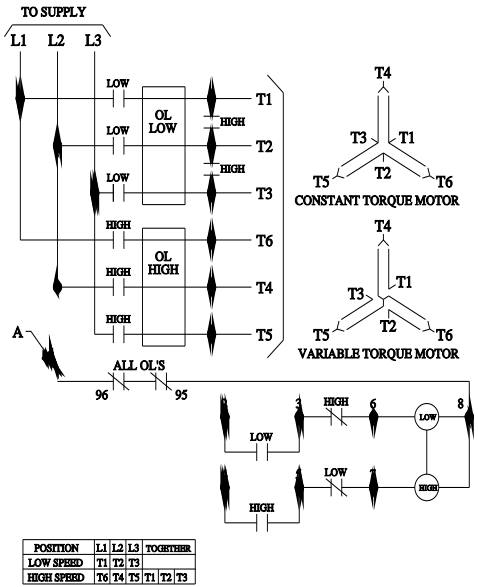 TO SUPPLY
L1 L2 L3
LOW
OL
LOW
T1
HIGH
LOW
T2
HIGH
LOW
T3
HIGH
T6
OL
HIGH
HIGH
T4
HIGH
T5
T4
T3 T1
T2
T5 T6
CONSTANT TORQUE MOTOR
T4
T1
T3
T2
T5 T6
VARIABLE TORQUE MOTOR
A
ALL OL'S
96 95
3 HIGH 6 LOW 8
LOW
LOW HIGH
HIGH
POSITION L1 L2 L3 TOGETHER
LOW SPEED T1 T2 T3
HIGH SPEED T6 T4 T5 T1 T2 T3